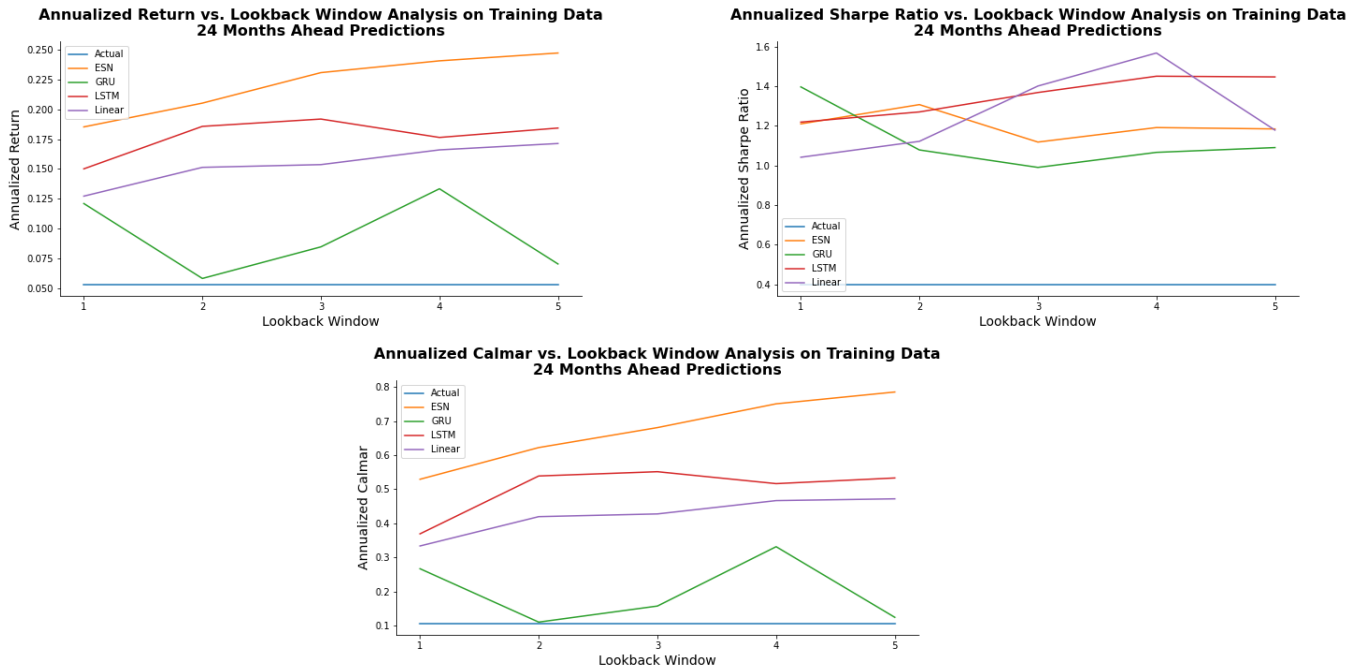 Annualized Return vs. Lookback Window Analysis on Training Data
24 Months Ahead Predictions
0.250
0.225
0.200
0.175
0.150
0.125
0.100
0.075
0.050
Annualized Return
Actual
ESN
GRU
LSTM
Linear
1 2 3 4 5
Lookback Window
Annualized Sharpe Ratio vs. Lookback Window Analysis on Training Data
24 Months Ahead Predictions
1.6
1.4
1.2
1.0
0.8
0.6
0.4
Annualized Sharpe Ratio
Actual
ESN
GRU
LSTM
Linear
1 2 3 4 5
Lookback Window
Annualized Calmar vs. Lookback Window Analysis on Training Data
24 Months Ahead Predictions
0.8
0.7
0.6
0.5
0.4
0.3
0.2
0.1
Annualized Calmar
Actual
ESN
GRU
LSTM
Linear
1 2 3 4 5
Lookback Window